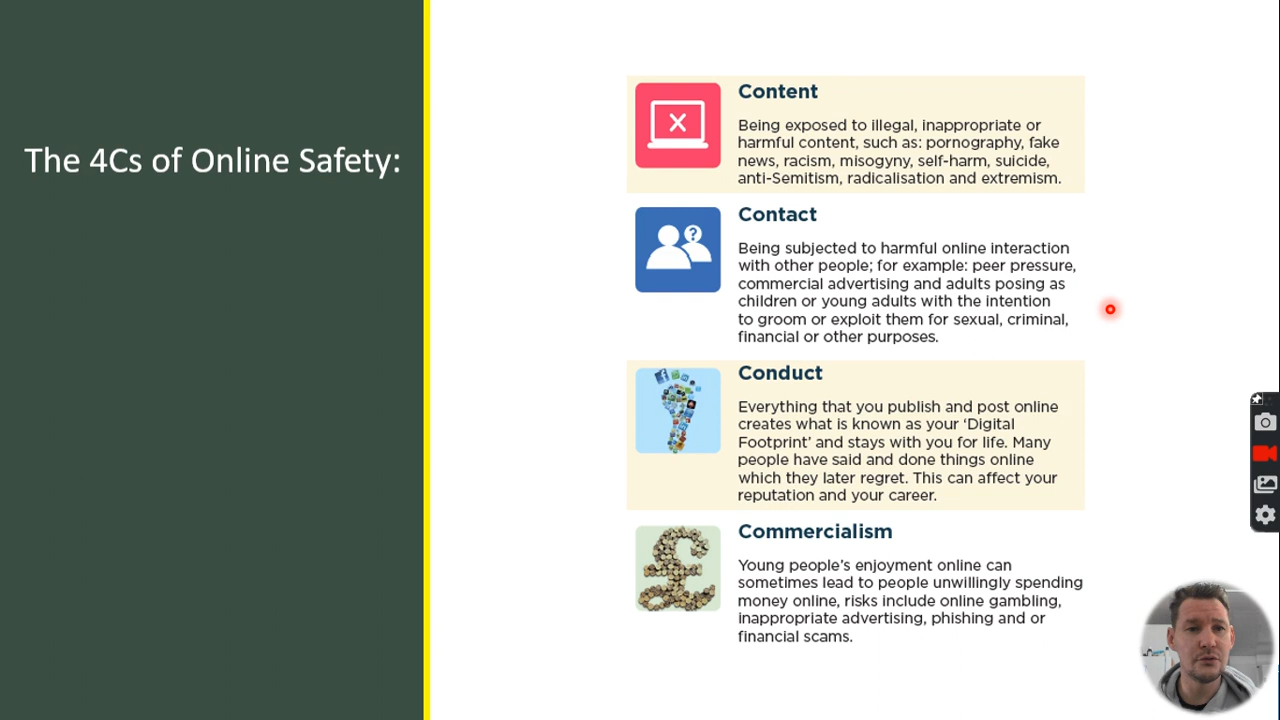 The 4Cs of Online Safety:
Content
Being exposed to illegal, inappropriate or
harmful content, such as: pornography, fake
news, racism, misogyny, self-harm, suicide,
anti-Semitism, radicalisation and extremism.
Contact
Being subjected to harmful online interaction
with other people; for example: peer pressure,
commercial advertising and adults posing as
children or young adults with the intention
to groom or exploit them for sexual, criminal,
financial or other purposes.
Conduct
Everything that you publish and post online
creates what is known as your ‘Digital
Footprint’ and stays with you for life. Many
people have said and done things online
which they later regret. This can affect your
reputation and your career.
Commercialism
Young people’s enjoyment online can
sometimes lead to people unwillingly spending
money online, risks include online gambling,
inappropriate advertising, phishing and or
financial scams.